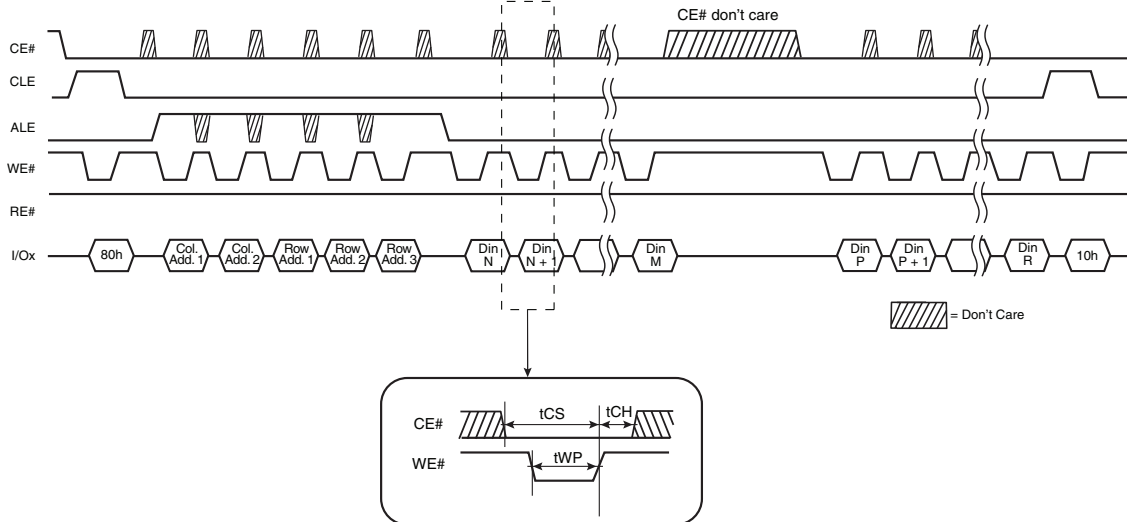 CE# don't care
CE#
CLE
ALE
WE#
RE#
I/Ox
80h
Col.
Add. 1
Col.
Add. 2
Row
Add. 1
Row
Add. 2
Row
Add. 3
Din
N
Din
N + 1
Din
M
Din
P
Din
P + 1
Din
R
10h
= Don't Care
CE#
tCS
tCH
WE#
tWP